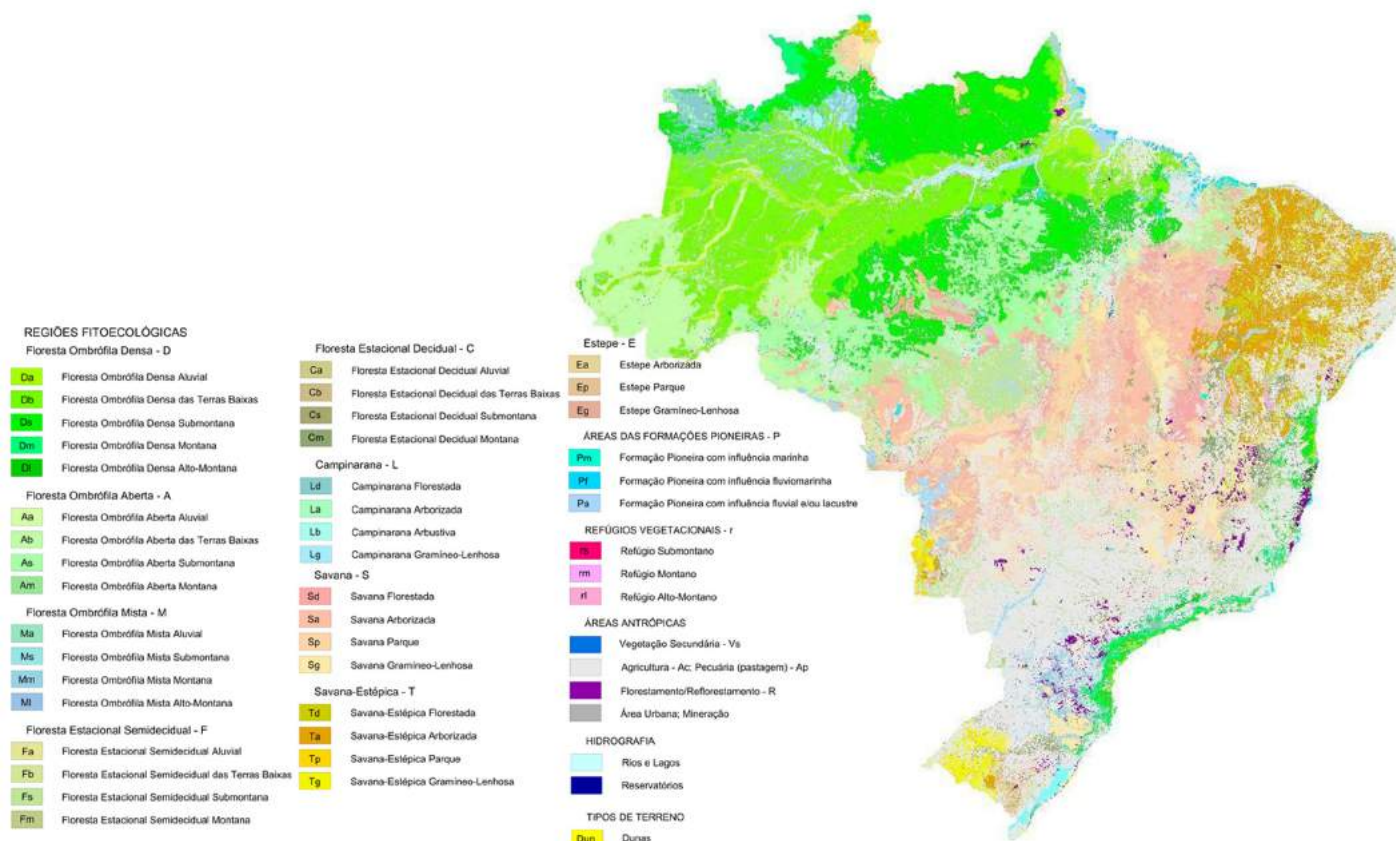 REGIÕES FITOECOLÓGICAS
Floresta Ombrófila Densa - D
Da Floresta Ombrófila Densa Aluvial
Db Floresta Ombrófila Densa das Terras Baixas
Ds Floresta Ombrófila Densa Submontana
Dm Floresta Ombrófila Densa Montana
Dl Floresta Ombrófila Densa Alto-Montana
Floresta Ombrófila Aberta - A
Aa Floresta Ombrófila Aberta Aluvial
Ab Floresta Ombrófila Aberta das Terras Baixas
As Floresta Ombrófila Aberta Submontana
Am Floresta Ombrófila Aberta Montana
Floresta Ombrófila Mista - M
Ma Floresta Ombrófila Mista Aluvial
Ms Floresta Ombrófila Mista Submontana
Mm Floresta Ombrófila Mista Montana
Ml Floresta Ombrófila Mista Alto-Montana
Floresta Estacional Semidecidual - F
Fa Floresta Estacional Semidecidual Aluvial
Fb Floresta Estacional Semidecidual das Terras Baixas
Fs Floresta Estacional Semidecidual Submontana
Fm Floresta Estacional Semidecidual Montana
Floresta Estacional Decidual - C
Ca Floresta Estacional Decidual Aluvial
Cb Floresta Estacional Decidual das Terras Baixas
Cs Floresta Estacional Decidual Submontana
Cm Floresta Estacional Decidual Montana
Campinarana - L
Ld Campinarana Florestada
La Campinarana Arborizada
Lb Campinarana Arbustiva
Lg Campinarana Gramíneo-Lenhosa
Savana - S
Sd Savana Florestada
Sa Savana Arborizada
Sp Savana Parque
Sg Savana Gramíneo-Lenhosa
Savana-Estépica - T
Td Savana-Estépica Florestada
Ta Savana-Estépica Arborizada
Tp Savana-Estépica Parque
Tg Savana-Estépica Gramíneo-Lenhosa
Estepe - E
Ea Estepe Arborizada
Ep Estepe Parque
Eg Estepe Gramíneo-Lenhosa
ÁREAS DAS FORMAÇÕES PIONEIRAS - P
Pm Formação Pioneira com influência marinha
Pf Formação Pioneira com influência fluviomarinha
Pa Formação Pioneira com influência fluvial e/ou lacustre
REFÚGIOS VEGETACIONAIS - r
rs Refúgio Submontano
rm Refúgio Montano
rl Refúgio Alto-Montano
ÁREAS ANTRÓPICAS
Vegetação Secundária - Vs
Agricultura - Ac; Pecuária (pastagem) - Ap
Florestamento/Reflorestamento - R
Área Urbana; Mineração
HIDROGRAFIA
Rios e Lagos
Reservatórios
TIPOS DE TERRENO
Dun Dunas